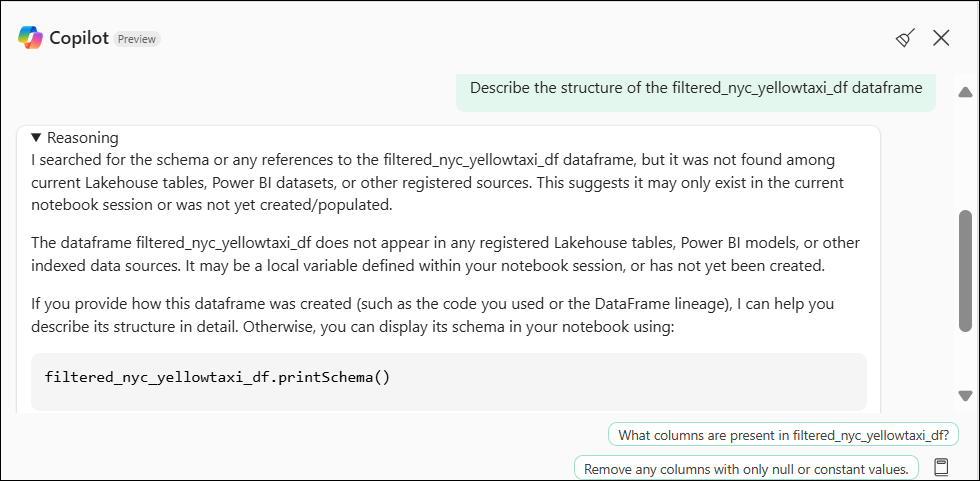 Copilot Preview
Describe the structure of the filtered_nyc_yellowtaxi_df dataframe
▼ Reasoning
I searched for the schema or any references to the filtered_nyc_yellowtaxi_df dataframe, but it was not found among
current Lakehouse tables, Power BI datasets, or other registered sources. This suggests it may only exist in the current
notebook session or was not yet created/populated.
The dataframe filtered_nyc_yellowtaxi_df does not appear in any registered Lakehouse tables, Power BI models, or other
indexed data sources. It may be a local variable defined within your notebook session, or has not yet been created.
If you provide how this dataframe was created (such as the code you used or the DataFrame lineage), I can help you
describe its structure in detail. Otherwise, you can display its schema in your notebook using:
filtered_nyc_yellowtaxi_df.printSchema()
What columns are present in filtered_nyc_yellowtaxi_df?
Remove any columns with only null or constant values.